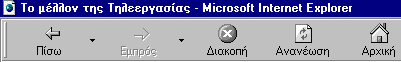 Το μέλλον της Τηλεεργασίας - Microsoft Internet Explorer
Πίσω Εμπρός Διακοπή Ανανέωση Αρχική